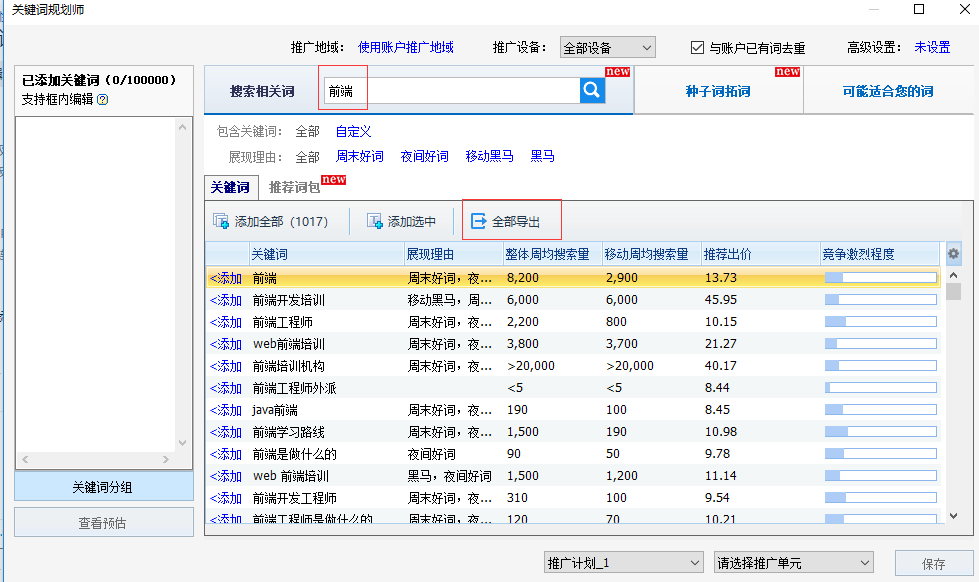 关键词规划师
推广地域： 使用账户推广地域 推广设备： 全部设备 与账户已有词去重 高级设置： 未设置
已添加关键词（0/100000）
支持框内编辑
搜索相关词 前端 new
种子词拓词 new
可能适合您的词
包含关键词： 全部 自定义
展现理由： 全部 周末好词 夜间好词 移动黑马 黑马
关键词 推荐词包 new
添加全部（1017） 添加选中 全部导出
关键词 展现理由 整体周均搜索量 移动周均搜索量 推荐出价 竞争激烈程度
<添加 前端 周末好词，夜... 8,200 2,900 13.73
<添加 前端开发培训 移动黑马，周... 6,000 6,000 45.95
<添加 前端工程师 周末好词，夜... 2,200 800 10.15
<添加 web前端培训 周末好词，夜... 3,800 3,700 21.27
<添加 前端培训机构 周末好词，夜... >20,000 >20,000 40.17
<添加 前端工程师外派 <5 <5 8.44
<添加 java前端 周末好词，夜... 190 100 8.45
<添加 前端学习路线 周末好词，夜... 1,500 190 10.98
<添加 前端是做什么的 夜间好词 90 50 9.78
<添加 web 前端培训 黑马，夜间好词 1,500 1,200 11.14
<添加 前端开发工程师 周末好词，夜... 310 100 9.54
<添加 前端工程师是做什么的 周末好词，夜... 120 70 10.21
关键词分组
查看预估
推广计划_1 请选择推广单元 保存